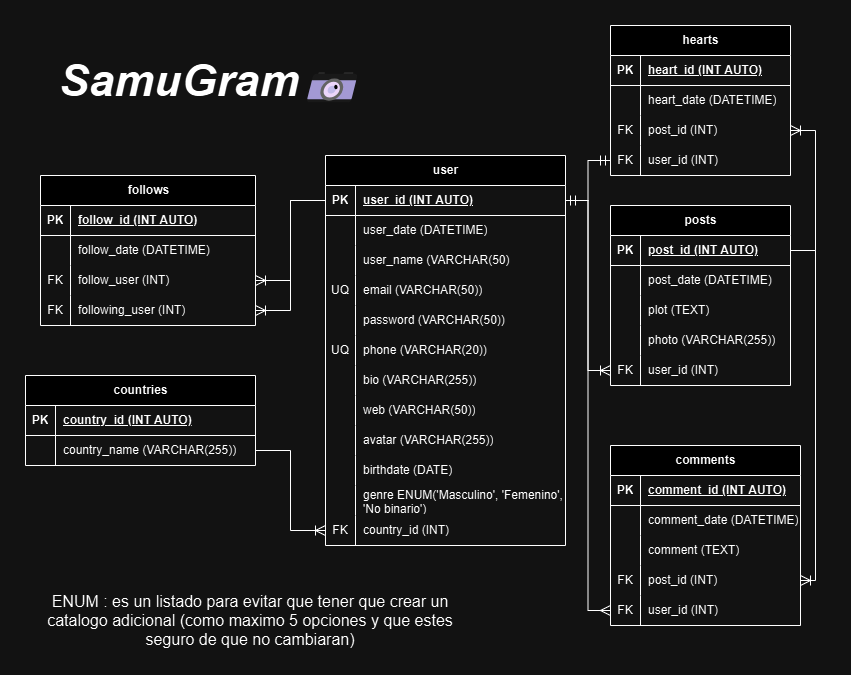 SamuGram
follows
PK follow_id (INT AUTO)
follow_date (DATETIME)
FK follow_user (INT)
FK following_user (INT)
countries
PK country_id (INT AUTO)
country_name (VARCHAR(255))
user
PK user_id (INT AUTO)
user_date (DATETIME)
user_name (VARCHAR(50)
UQ email (VARCHAR(50))
password (VARCHAR(50))
UQ phone (VARCHAR(20))
bio (VARCHAR(255))
web (VARCHAR(50))
avatar (VARCHAR(255))
birthdate (DATE)
genre ENUM('Masculino', 'Femenino',
'No binario')
FK country_id (INT)
hearts
PK heart_id (INT AUTO)
heart_date (DATETIME)
FK post_id (INT)
FK user_id (INT)
posts
PK post_id (INT AUTO)
post_date (DATETIME)
plot (TEXT)
photo (VARCHAR(255))
FK user_id (INT)
comments
PK comment_id (INT AUTO)
comment_date (DATETIME)
comment (TEXT)
FK post_id (INT)
FK user_id (INT)
ENUM : es un listado para evitar que tener que crear un
catalogo adicional (como maximo 5 opciones y que estes
seguro de que no cambiaran)